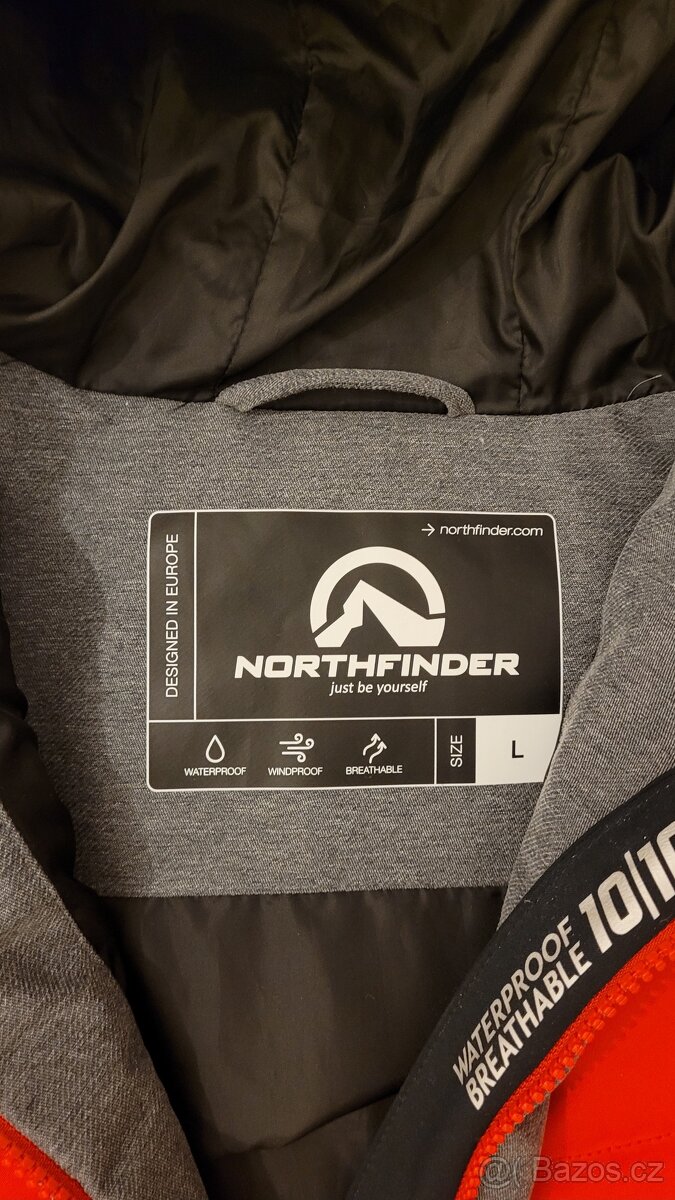 → northfinder.com
DESIGNED IN EUROPE
NORTHFINDER
just be yourself
WATERPROOF
WINDPROOF
BREATHABLE
SIZE
L
WATERPROOF
BREATHABLE
10|10
@ Bazos.cz